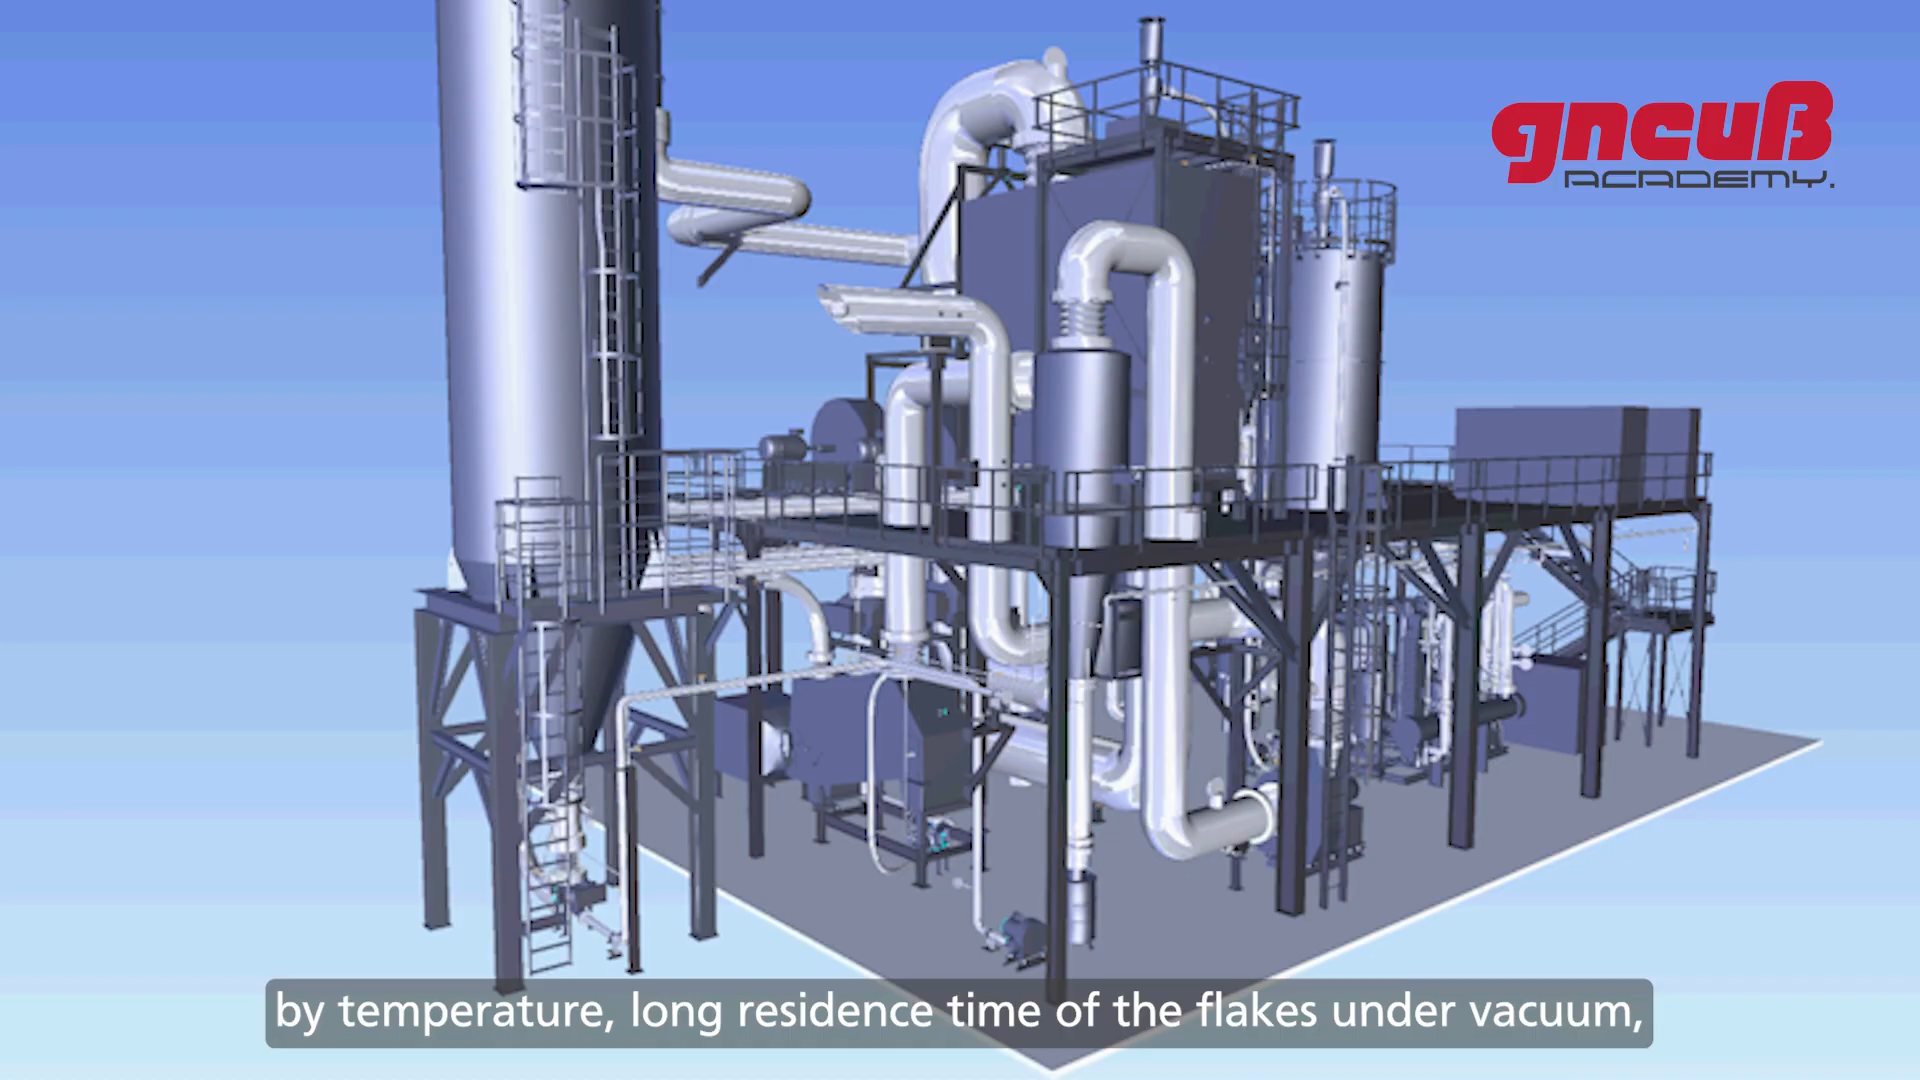 gneuß
ACADEMY.
by temperature, long residence time of the flakes under vacuum,